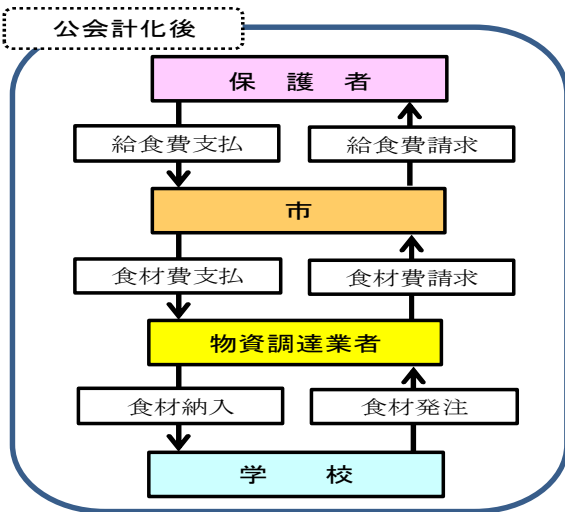 公会計化後
保護者
給食費支払
給食費請求
市
食材費支払
食材費請求
物資調達業者
食材納入
食材発注
学校